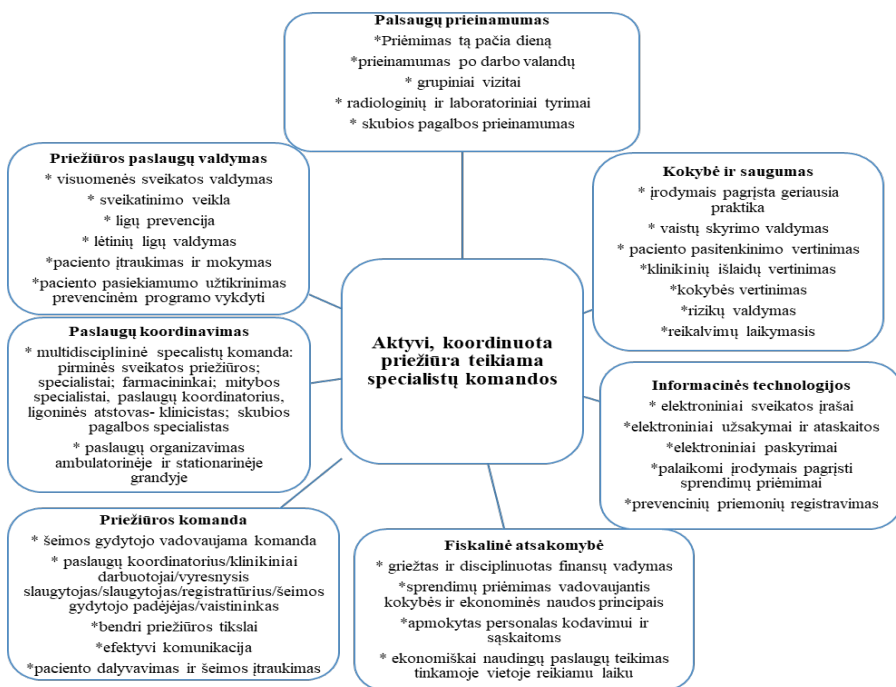 Palsaugų prieinamumas
*Priėmimas tą pačia dieną
*prieinamumas po darbo valandų
* grupiniai vizitai
* radiologinių ir laboratoriniai tyrimai
* skubios pagalbos prieinamumas
Priežiūros paslaugų valdymas
* visuomenės sveikatos valdymas
* sveikatinimo veikla
* ligų prevencija
* lėtinių ligų valdymas
*paciento įtraukimas ir mokymas
*paciento pasiekiamumo užtikrinimas
prevencinėm programo vykdyti
Kokybė ir saugumas
* įrodymais pagrįsta geriausia
praktika
* vaistų skyrimo valdymas
* paciento pasitenkinimo vertinimas
*klinikinių išlaidų vertinimas
*kokybės vertinimas
*rizikų valdymas
*reikalvimų laikymasis
Aktyvi, koordinuota
priežiūra teikiama
specialistų komandos
Paslaugų koordinavimas
* multidisciplininė specalistų komanda:
pirminės sveikatos priežiūros;
specialistai; farmacininkai; mitybos
specialistai, paslaugų koordinatorius,
ligoninės atstovas- klinicistas; skubios
pagalbos specialistas
* paslaugų organizavimas
ambulatorinėje ir stationarinėje
grandyje
Informacinės technologijos
* elektroniniai sveikatos įrašai
*elektroniniai užsakymai ir ataskaitos
*elektroniniai paskyrimai
*palaikomi įrodymais pagrįsti
sprendimų priėmimai
*prevencinių priemonių registravimas
Priežiūros komanda
* šeimos gydytojo vadovaujama komanda
* paslaugų koordinatorius/klinikiniai
darbuotojai/vyresnysis
slaugytojas/slaugytojas/registratūrius/šeimos
gydytojo padėjėjas/vaistininkas
*bendri priežiūros tikslai
*efektyvi komunikacija
*paciento dalyvavimas ir šeimos įtraukimas
Fiskalinė atsakomybė
* griežtas ir disciplinuotas finansų vadymas
*sprendimų priėmimas vadovaujantis
kokybės ir ekonominės naudos principais
*apmokytas personalas kodavimui ir
sąskaitoms
* ekonomiškai naudingų paslaugų teikimas
tinkamoje vietoje reikiamu laiku